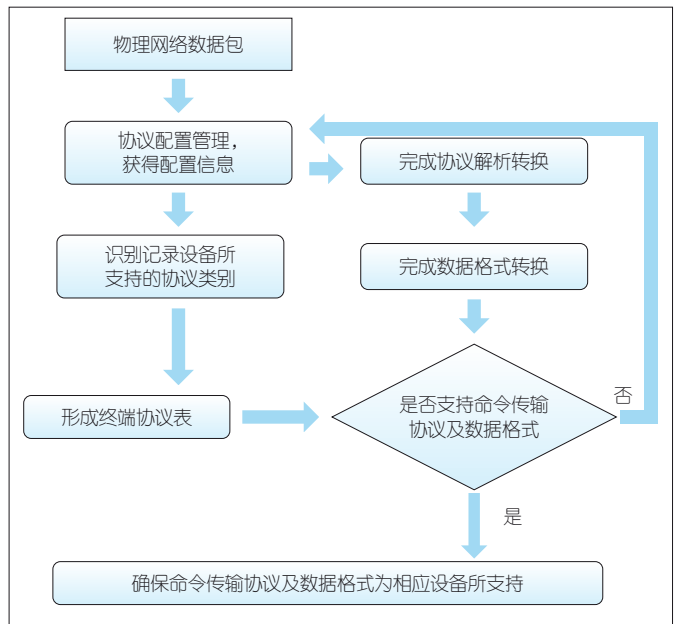 物理网络数据包
协议配置管理，
获得配置信息
完成协议解析转换
识别记录设备所
支持的协议类别
完成数据格式转换
形成终端协议表
是否支持命令传输
协议及数据格式
否
是
确保命令传输协议及数据格式为相应设备所支持